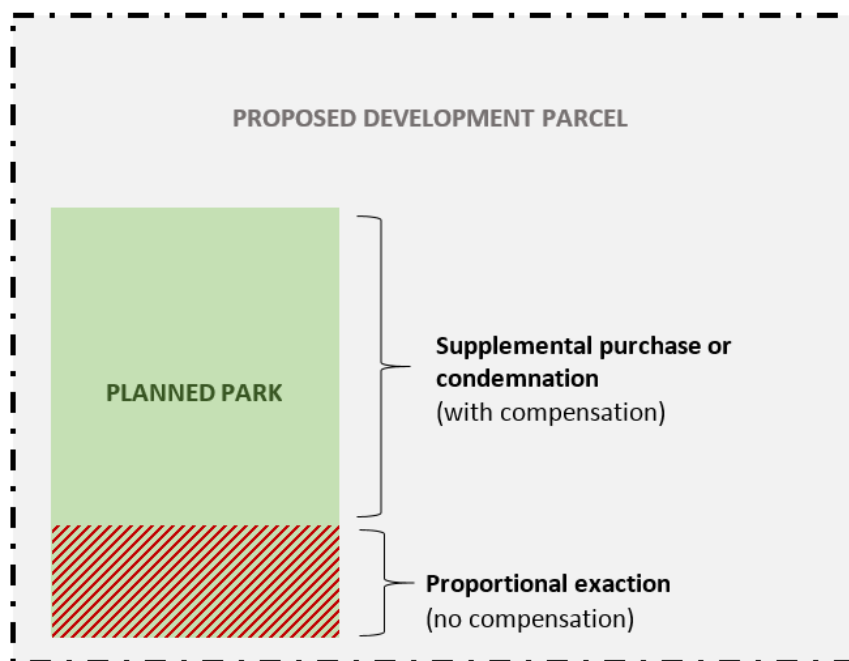 PROPOSED DEVELOPMENT PARCEL
Supplemental purchase or
condemnation
(with compensation)
PLANNED PARK
Proportional exaction
(no compensation)